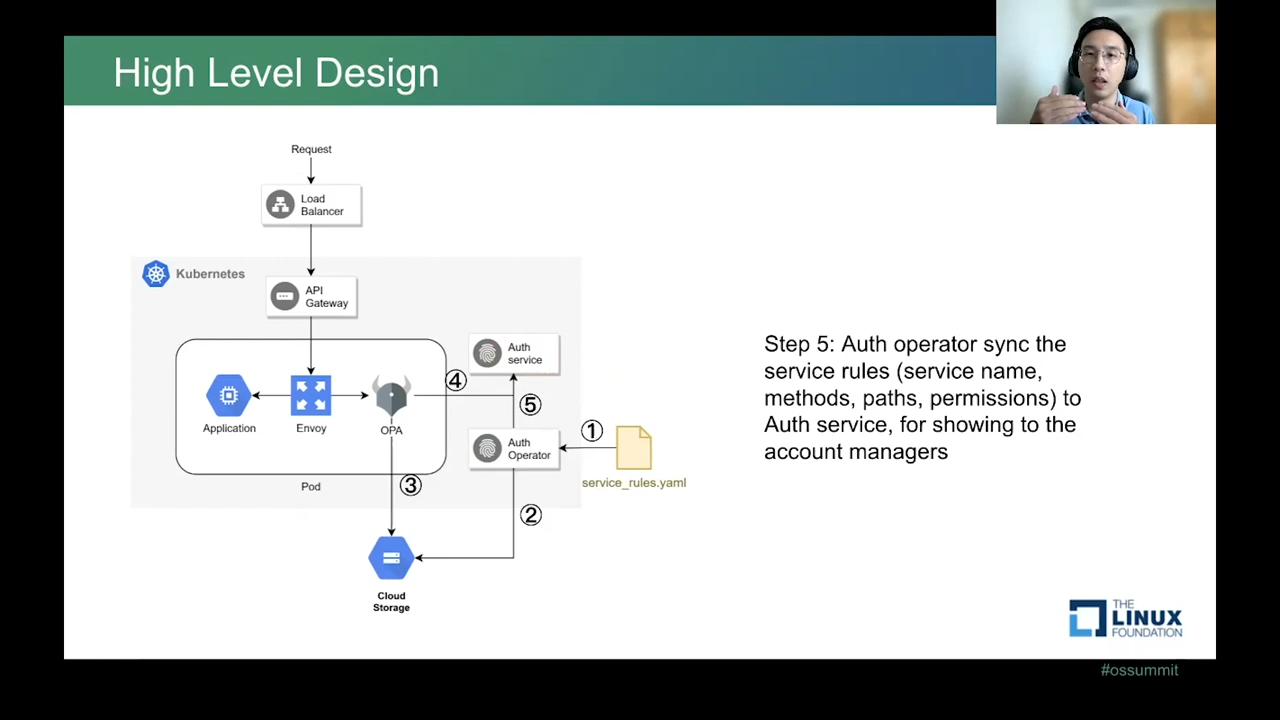 High Level Design
Request
Load
Balancer
Kubernetes
API
Gateway
Auth
service
④
⑤
Application
Envoy
OPA
Auth
Operator
①
service_rules.yaml
Pod
③
②
Cloud
Storage
Step 5: Auth operator sync the
service rules (service name,
methods, paths, permissions) to
Auth service, for showing to the
account managers
THE
LINUX
FOUNDATION
#ossummit